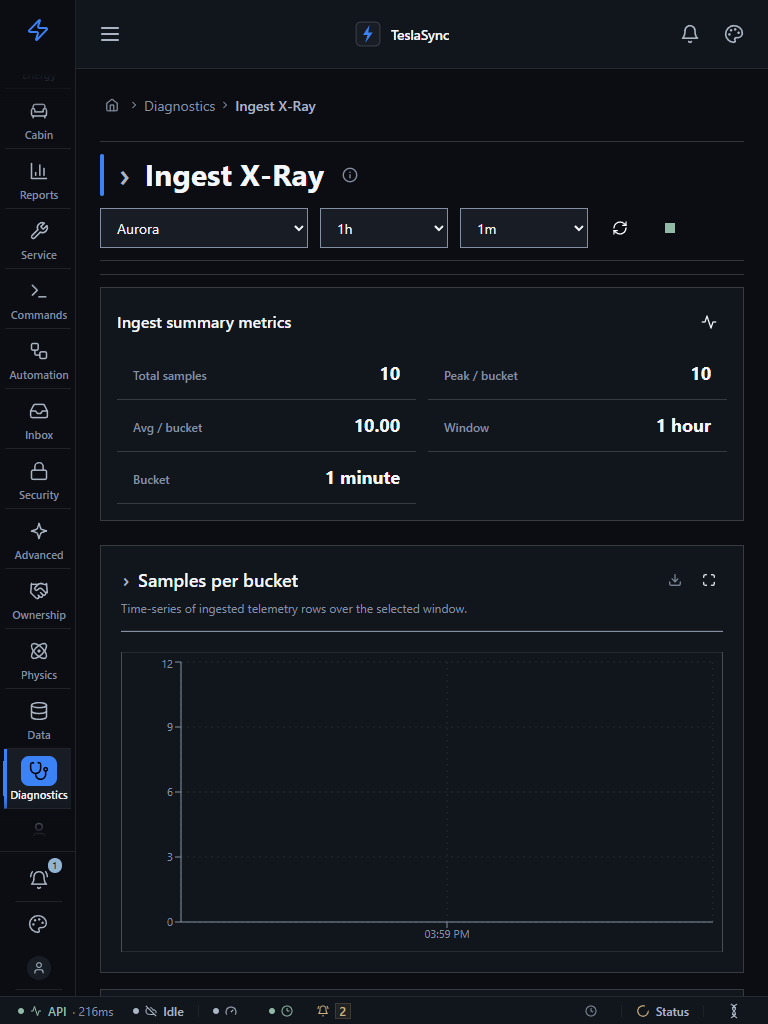 TeslaSync
Energy
Cabin
Reports
Service
Commands
Automation
Inbox
Security
Advanced
Ownership
Physics
Data
Diagnostics
1
Diagnostics
Ingest X-Ray
Ingest X-Ray
Aurora
1h
1m
Ingest summary metrics
Total samples 10
Peak / bucket 10
Avg / bucket 10.00
Window 1 hour
Bucket 1 minute
Samples per bucket
Time-series of ingested telemetry rows over the selected window.
12
9
6
3
0
03:59 PM
API · 216ms
Idle
2
Status